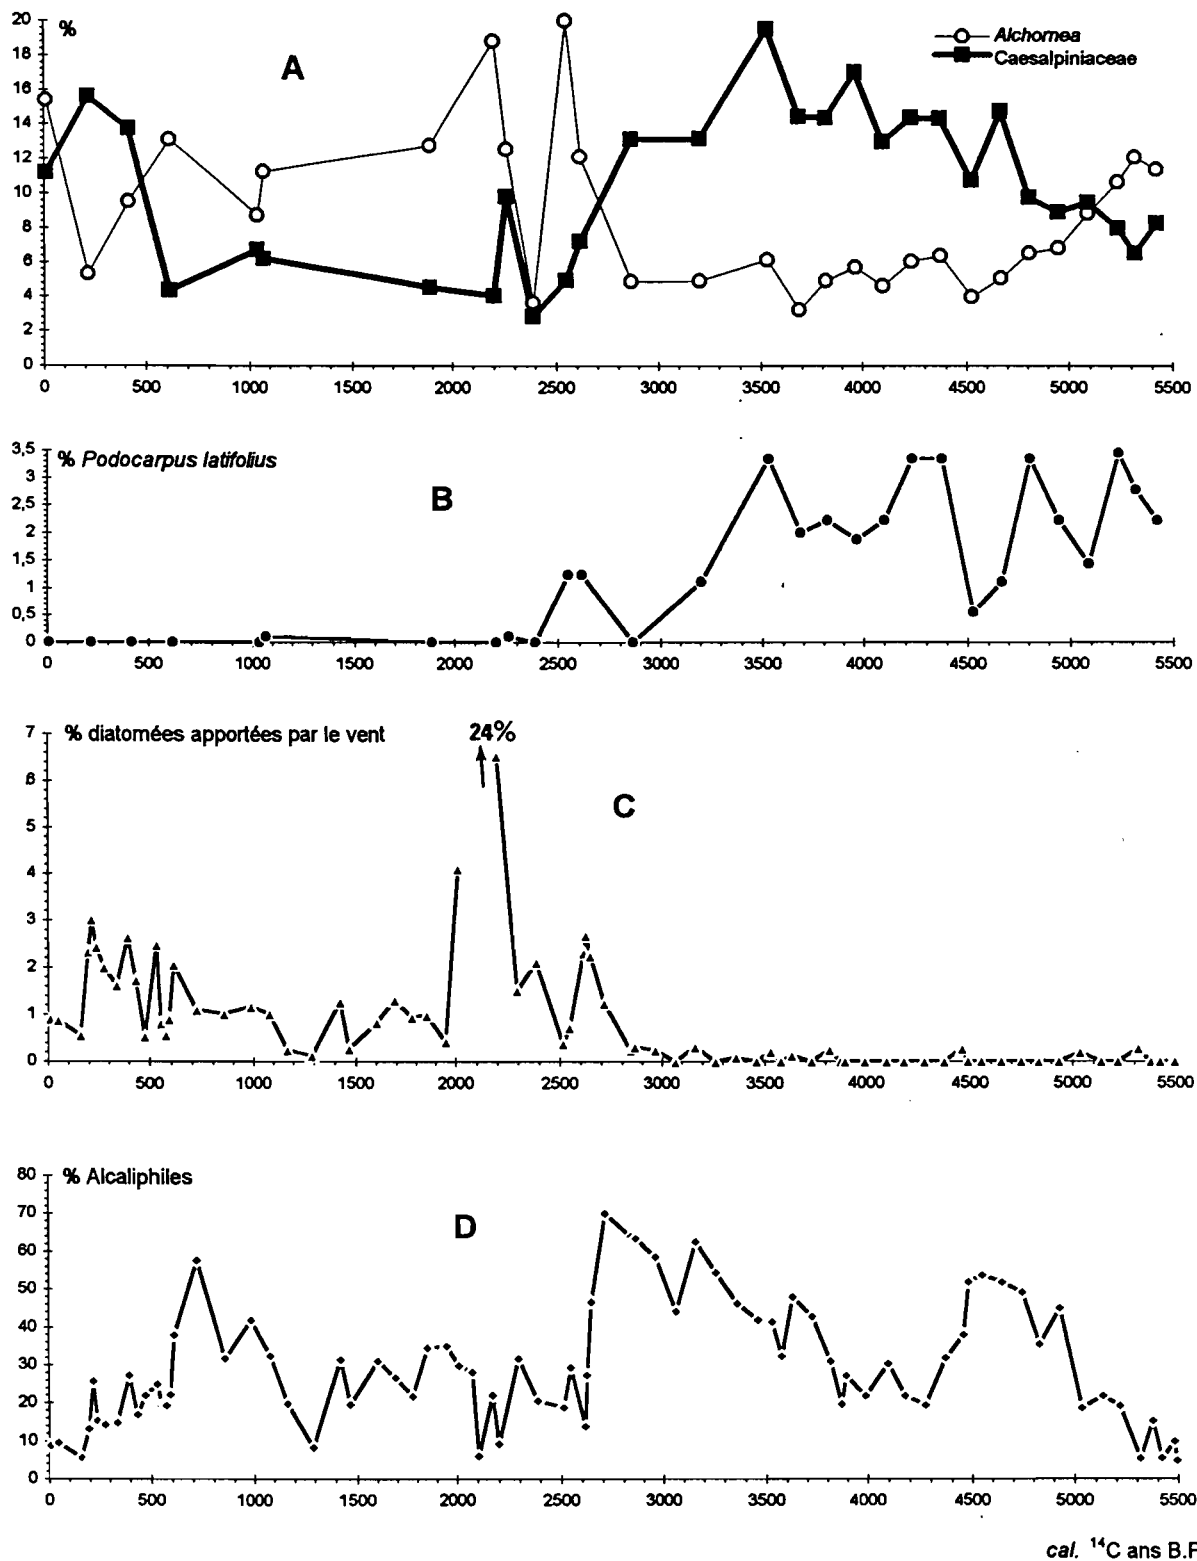 %
A
Alchornea
Caesalpiniaceae
20
18
16
14
12
10
8
6
4
2
0
0 500 1000 1500 2000 2500 3000 3500 4000 4500 5000 5500
% Podocarpus latifolius
B
3,5
3
2,5
2
1,5
1
0,5
0
0 500 1000 1500 2000 2500 3000 3500 4000 4500 5000 5500
% diatomées apportées par le vent
24%
C
7
6
5
4
3
2
1
0
0 500 1000 1500 2000 2500 3000 3500 4000 4500 5000 5500
% Alcaliphiles
D
80
70
60
50
40
30
20
10
0
0 500 1000 1500 2000 2500 3000 3500 4000 4500 5000 5500
cal. ¹⁴C ans B.P